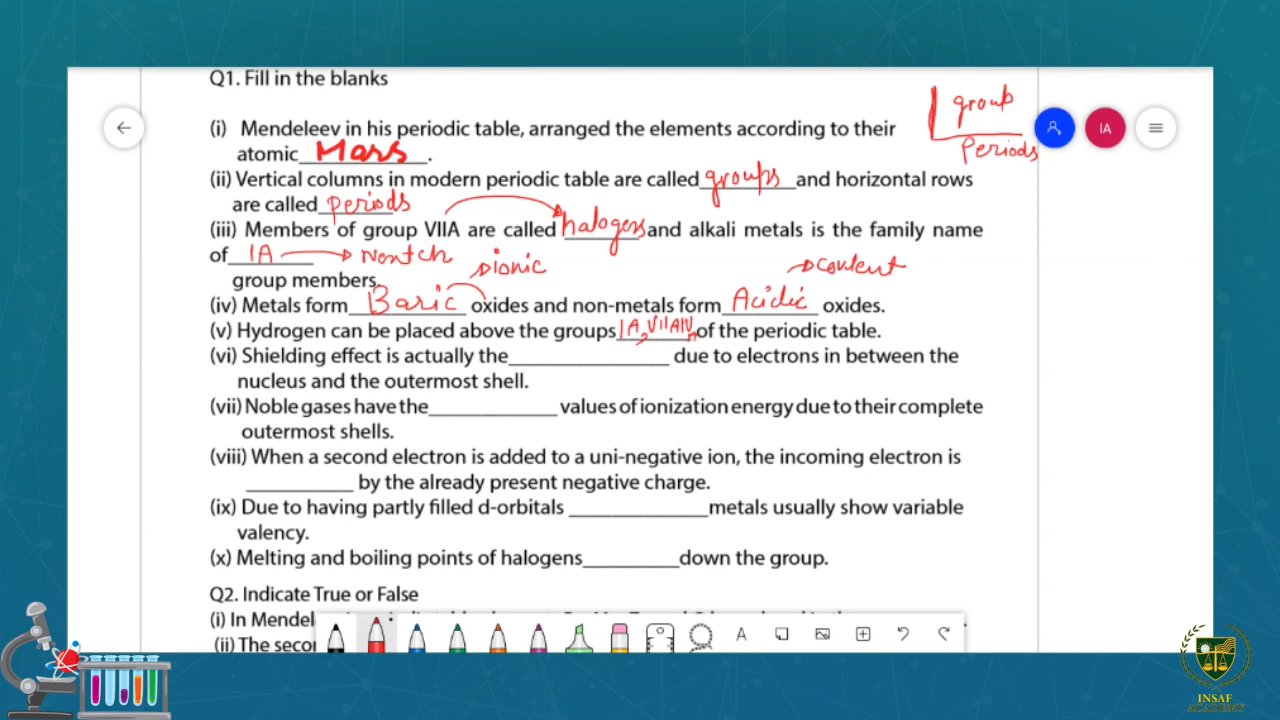 Q1. Fill in the blanks
group
Periods
IA
(i) Mendeleev in his periodic table, arranged the elements according to their
atomic Mass.
(ii) Vertical columns in modern periodic table are called groups and horizontal rows
are called periods
(iii) Members of group VIIA are called halogens and alkali metals is the family name
of IA
group members.
ionic
(iv) Metals form Basic oxides and non-metals form Acidic oxides.
(v) Hydrogen can be placed above the groups IA, VIIA IV of the periodic table.
(vi) Shielding effect is actually the________________ due to electrons in between the
nucleus and the outermost shell.
(vii) Noble gases have the_____________ values of ionization energy due to their complete
outermost shells.
(viii) When a second electron is added to a uni-negative ion, the incoming electron is
___________ by the already present negative charge.
(ix) Due to having partly filled d-orbitals ______________metals usually show variable
valency.
(x) Melting and boiling points of halogens__________down the group.
Q2. Indicate True or False
(i) In Mendel
(ii) The seco
A
INSAF
ACADEMY